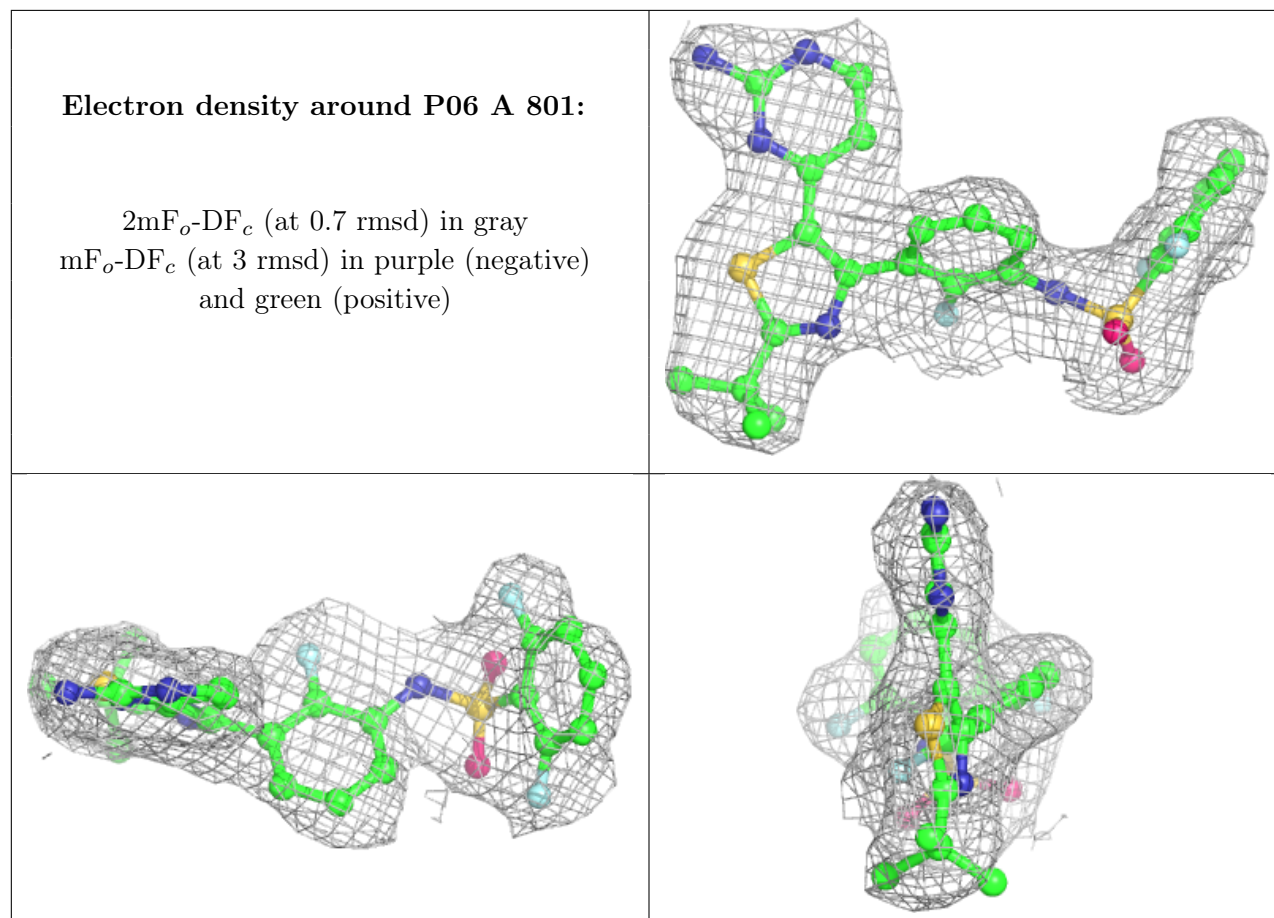 Electron density around P06 A 801:
2mFo-DFc (at 0.7 rmsd) in gray
mFo-DFc (at 3 rmsd) in purple (negative)
and green (positive)